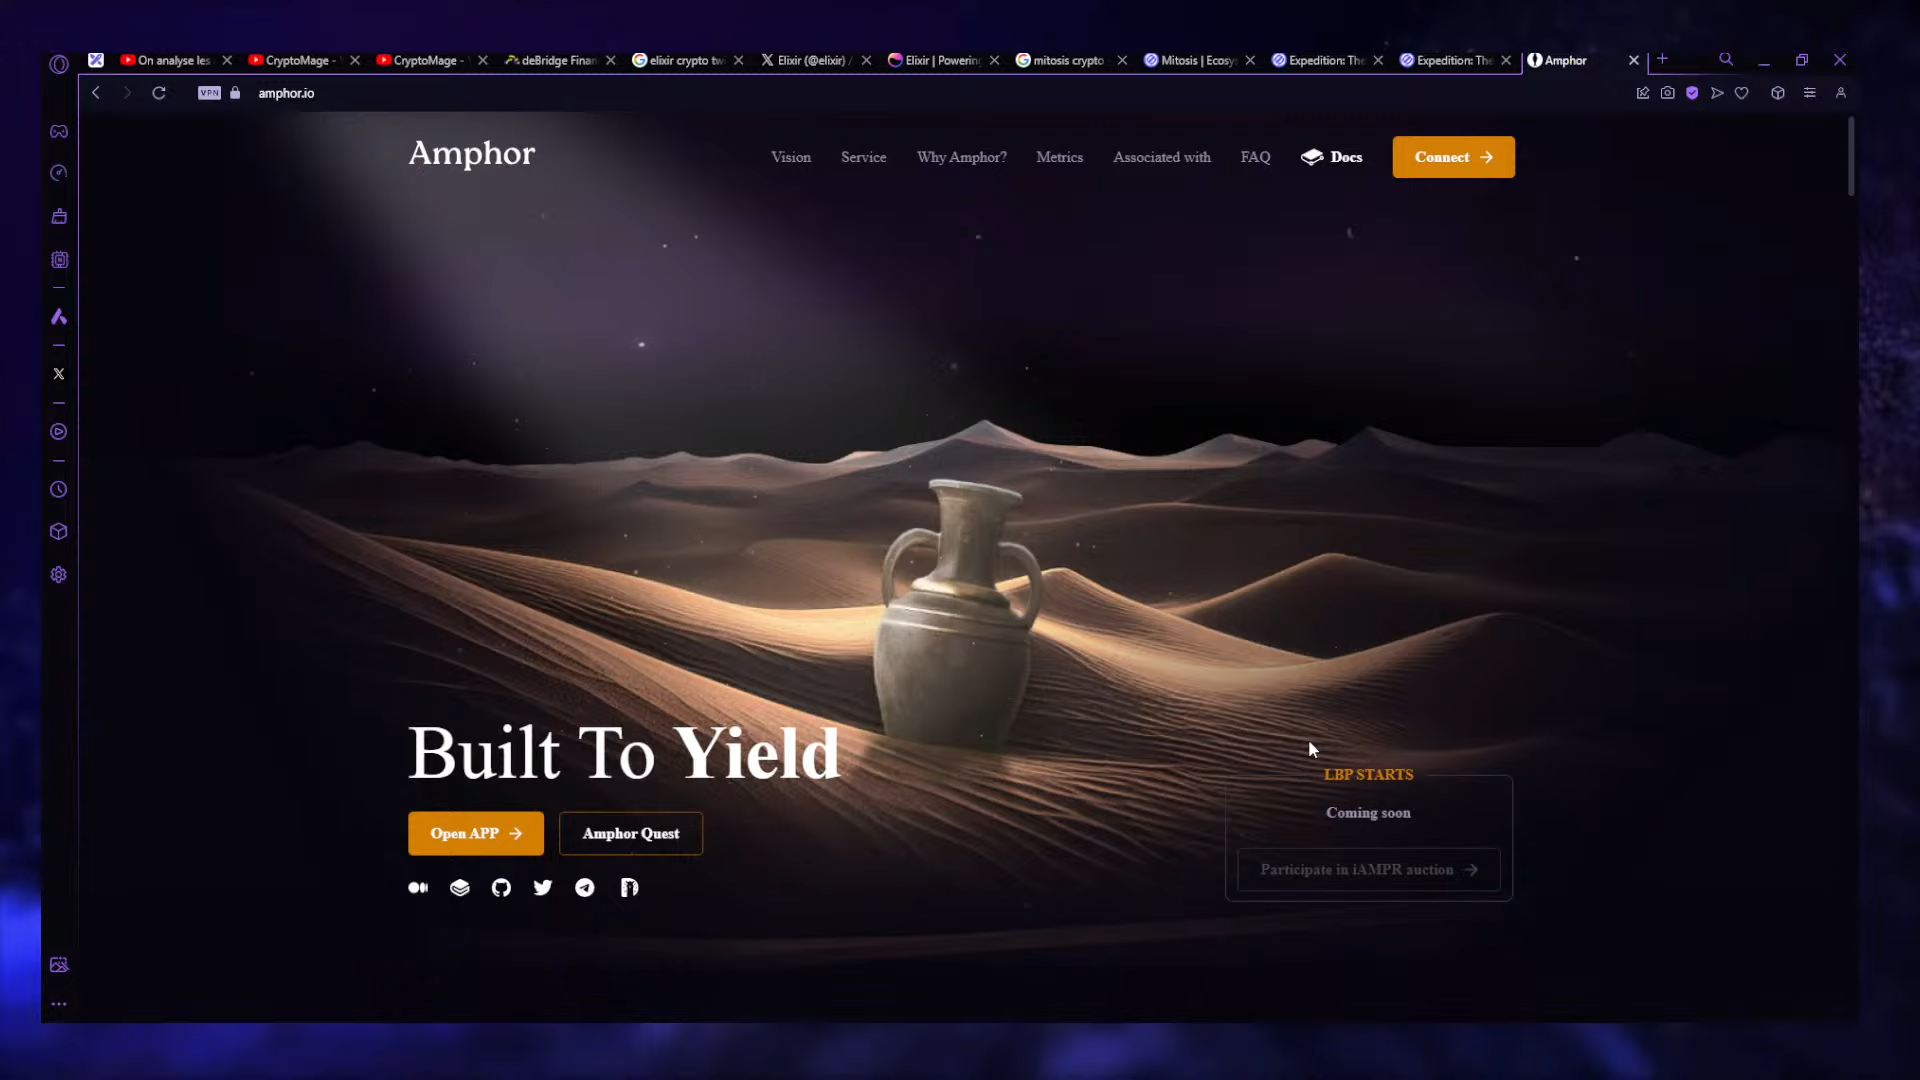 On analyse les
CryptoMage -
CryptoMage -
deBridge Finan
elixir crypto tw
Elixir (@elixir) /
Elixir | Powering
mitosis crypto
Mitosis | Ecosy
Expedition: The
Expedition: The
Amphor
VPN
amphor.io
Amphor
Vision
Service
Why Amphor?
Metrics
Associated with
FAQ
Docs
Connect
Built To Yield
LBP STARTS
Coming soon
Open APP
Amphor Quest
Participate in iAMPR auction